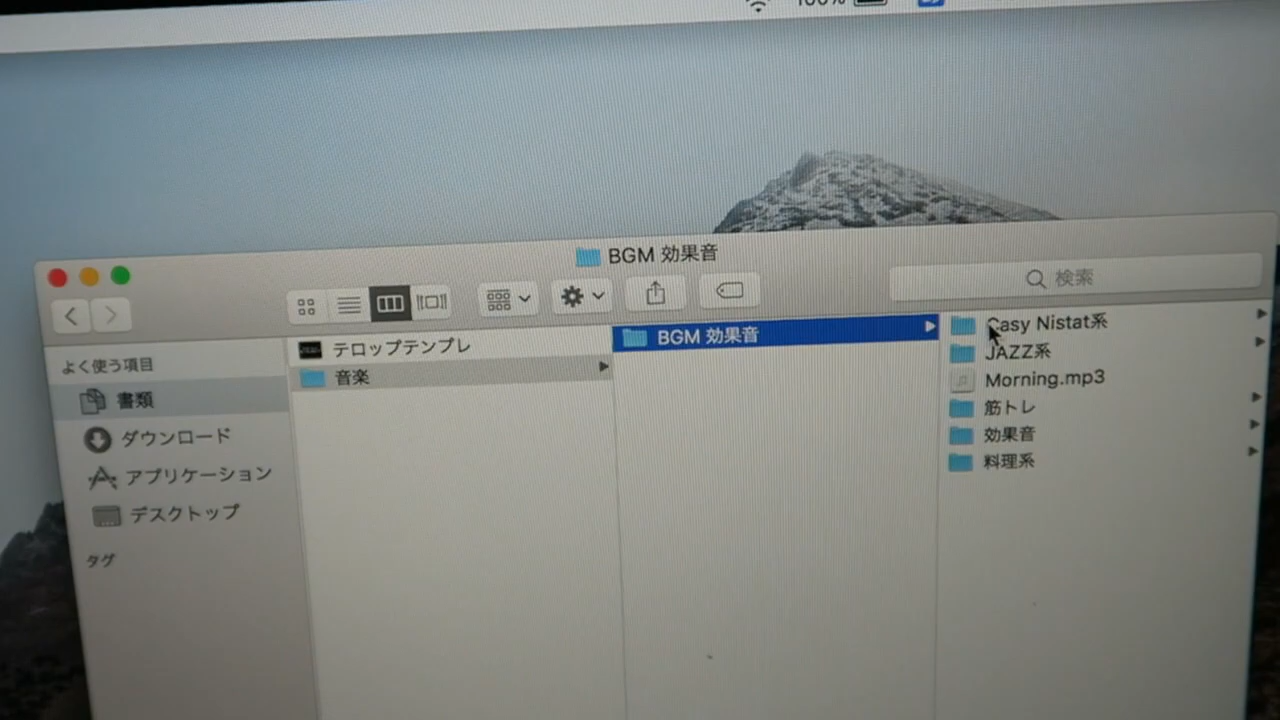 100%
BGM 効果音
検索
よく使う項目
書類
ダウンロード
アプリケーション
デスクトップ
タグ
テロップテンプレ
音楽
BGM 効果音
Nistat系
JAZZ系
Morning.mp3
筋トレ
効果音
料理系